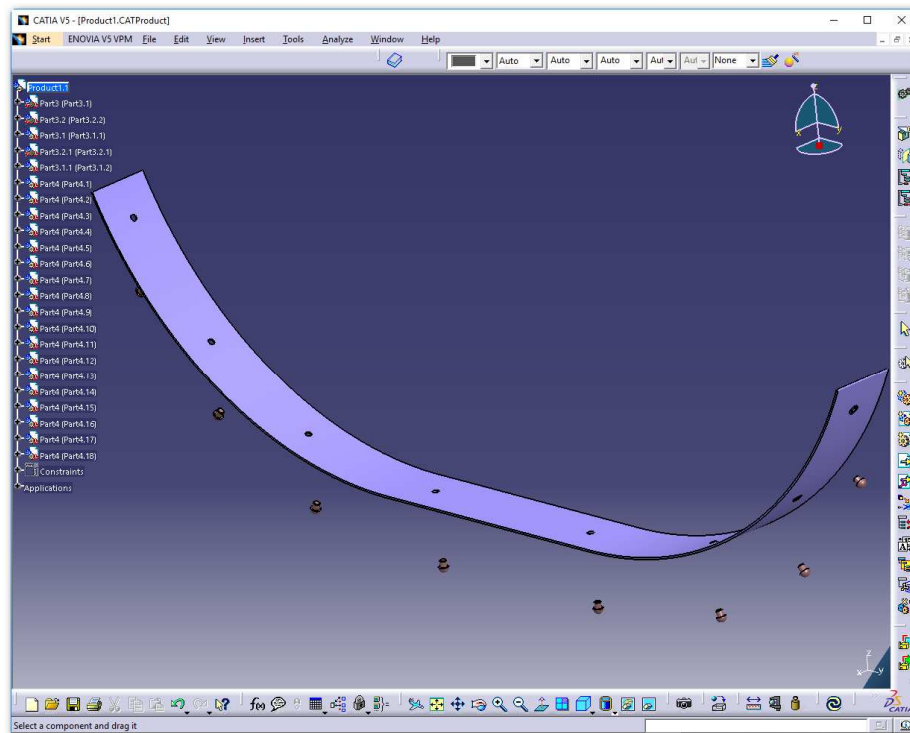 CATIA V5 - [Product1.CATProduct]
Start ENOVIA V5 VPM File Edit View Insert Tools Analyze Window Help
Auto Auto Auto Aut Aut None
Product1.1
Part3 (Part3.1)
Part3.2 (Part3.2.2)
Part3.1 (Part3.1.1)
Part3.2.1 (Part3.2.1)
Part3.1.1 (Part3.1.2)
Part4 (Part4.1)
Part4 (Part4.2)
Part4 (Part4.3)
Part4 (Part4.4)
Part4 (Part4.5)
Part4 (Part4.6)
Part4 (Part4.7)
Part4 (Part4.8)
Part4 (Part4.9)
Part4 (Part4.10)
Part4 (Part4.11)
Part4 (Part4.12)
Part4 (Part4.13)
Part4 (Part4.14)
Part4 (Part4.15)
Part4 (Part4.16)
Part4 (Part4.17)
Part4 (Part4.18)
Constraints
Applications
z
x y
z
x y
f(x)
CATIA
Select a component and drag it